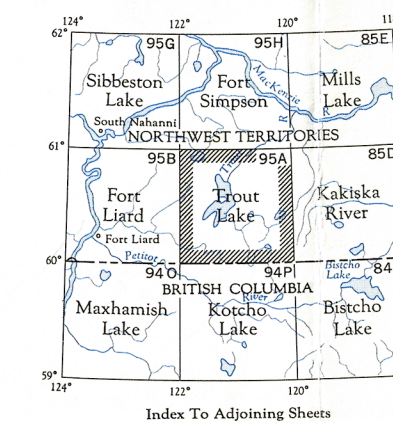 124° 122° 120°
62° 95G 95H 85E
Sibbeston
Lake
Fort
Simpson
MacKenzie
R
Mills
Lake
R
South Nahanni
NORTHWEST TERRITORIES
61° 95B 95A 85D
Trout
Fort
Liard
Trout
Lake
Kakiska
River
Fort Liard
Petitot
Bistcho
Lake
60° 94O 94P 84
BRITISH COLUMBIA
River
Maxhamish
Lake
Kotcho
Lake
Bistcho
Lake
59°
124° 122° 120°
Index To Adjoining Sheets